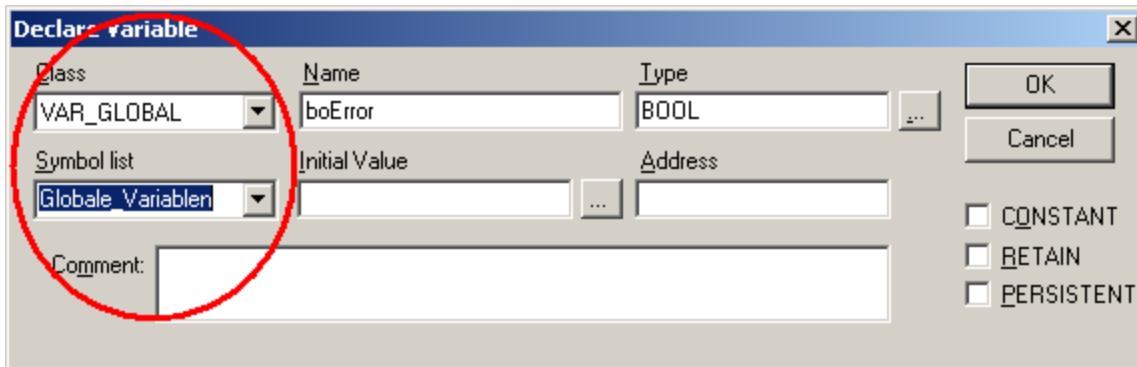 Declare Variable
Class Name Type
VAR_GLOBAL boError BOOL ... OK
Symbol list Initial Value Address Cancel
Globale_Variablen ...
CONSTANT
Comment: RETAIN
PERSISTENT